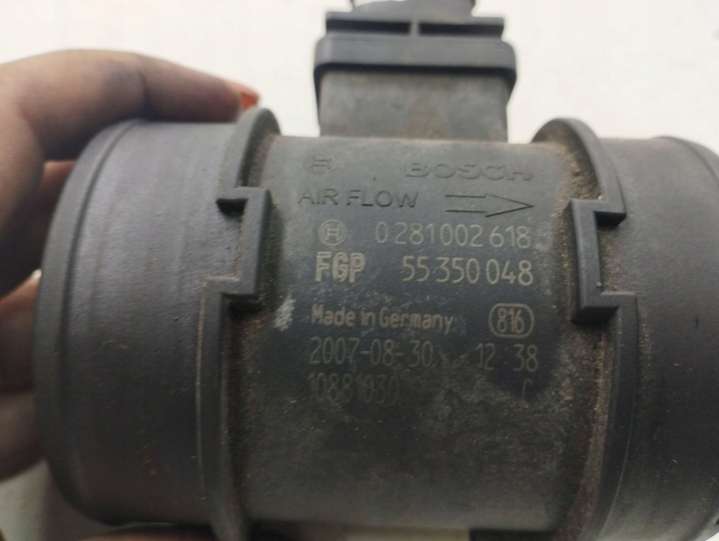 BOSCH
AIR FLOW
0 281 002 618
FGP 55 350 048
Made in Germany 816
2007-08-30 12 38
10881030 C